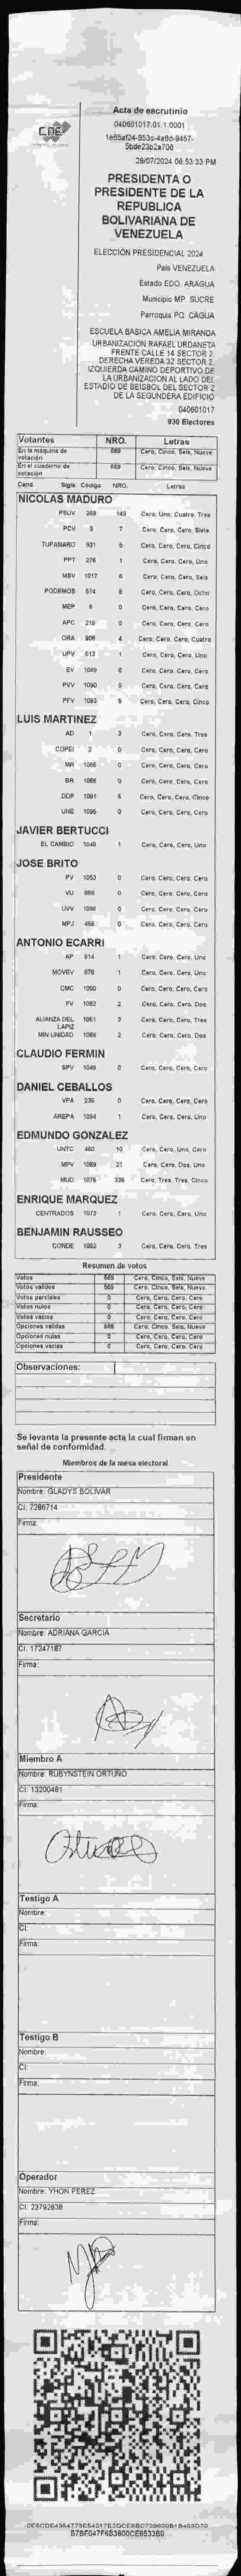 CNE
Acta de escrutinio
040601017.01.1.0001
28/07/2024 06:53:33 PM
PRESIDENTA O
PRESIDENTE DE LA
REPUBLICA
BOLIVARIANA DE
VENEZUELA
ELECCIÓN PRESIDENCIAL 2024
País VENEZUELA
Estado EDO. ARAGUA
Municipio MP. SUCRE
Parroquia PQ. CAGUA
ESCUELA BASICA AMELIA MIRANDA
URBANIZACIÓN RAFAEL URDANETA
FRENTE CALLE 14 SECTOR 2.
DERECHA VEREDA 32 SECTOR 2.
IZQUIERDA CAMINO DEPORTIVO DE
LA URBANIZACION AL LADO DEL
ESTADIO DE BEISBOL DEL SECTOR 2
DE LA SEGUNDERA EDIFICIO
040601017
930 Electores
Votantes NRO. Letras
En la máquina de votación 569 Cero, Cinco, Seis, Nueve
En el cuaderno de votación 569 Cero, Cinco, Seis, Nueve
Cand. Sigla Código NRO. Letras
NICOLAS MADURO
PSUV 269 143 Cero, Uno, Cuatro, Tres
PCV 5 7 Cero, Cero, Cero, Siete
TUPAMARO 931 5 Cero, Cero, Cero, Cinco
PPT 276 1 Cero, Cero, Cero, Uno
MSV 1017 6 Cero, Cero, Cero, Seis
PODEMOS 514 8 Cero, Cero, Cero, Ocho
MEP 6 0 Cero, Cero, Cero, Cero
APC 219 0 Cero, Cero, Cero, Cero
ORA 906 4 Cero, Cero, Cero, Cuatro
UPV 613 1 Cero, Cero, Cero, Uno
EV 1089 0 Cero, Cero, Cero, Cero
PVV 1090 0 Cero, Cero, Cero, Cero
PFV 1093 5 Cero, Cero, Cero, Cinco
LUIS MARTINEZ
AD 1 3 Cero, Cero, Cero, Tres
COPEI 2 0 Cero, Cero, Cero, Cero
MR 1065 0 Cero, Cero, Cero, Cero
BR 1066 0 Cero, Cero, Cero, Cero
DDP 1091 5 Cero, Cero, Cero, Cinco
UNE 1096 0 Cero, Cero, Cero, Cero
JAVIER BERTUCCI
EL CAMBIO 1048 1 Cero, Cero, Cero, Uno
JOSE BRITO
PV 1053 0 Cero, Cero, Cero, Cero
VU 969 0 Cero, Cero, Cero, Cero
UVV 1098 0 Cero, Cero, Cero, Cero
MPJ 458 0 Cero, Cero, Cero, Cero
ANTONIO ECARRI
AP 814 1 Cero, Cero, Cero, Uno
MOVEV 678 1 Cero, Cero, Cero, Uno
CMC 1050 0 Cero, Cero, Cero, Cero
FV 1062 2 Cero, Cero, Cero, Dos
ALIANZA DEL LAPIZ 1051 3 Cero, Cero, Cero, Tres
MIN UNIDAD 1088 2 Cero, Cero, Cero, Dos
CLAUDIO FERMIN
SPV 1049 0 Cero, Cero, Cero, Cero
DANIEL CEBALLOS
VPA 236 0 Cero, Cero, Cero, Cero
AREPA 1094 1 Cero, Cero, Cero, Uno
EDMUNDO GONZALEZ
UNTC 460 10 Cero, Cero, Uno, Cero
MPV 1069 21 Cero, Cero, Dos, Uno
MUD 1075 335 Cero, Tres, Tres, Cinco
ENRIQUE MARQUEZ
CENTRADOS 1073 1 Cero, Cero, Cero, Uno
BENJAMIN RAUSSEO
CONDE 1082 3 Cero, Cero, Cero, Tres
Resumen de votos
Votos 569 Cero, Cinco, Seis, Nueve
Votos validos 569 Cero, Cinco, Seis, Nueve
Votos parciales 0 Cero, Cero, Cero, Cero
Votos nulos 0 Cero, Cero, Cero, Cero
Votos vacios 0 Cero, Cero, Cero, Cero
Opciones validas 569 Cero, Cinco, Seis, Nueve
Opciones nulas 0 Cero, Cero, Cero, Cero
Opciones vacias 0 Cero, Cero, Cero, Cero
Observaciones:
Se levanta la presente acta la cual firman en
señal de conformidad.
Miembros de la mesa electoral
Presidente
Nombre: GLADYS BOLIVAR
CI: 7286714
Firma:
Secretario
Nombre: ADRIANA GARCIA
CI: 17247187
Firma:
Miembro A
Nombre: RUBYNSTEIN ORTUÑO
CI: 13200481
Firma:
Testigo A
Nombre:
CI:
Firma:
Testigo B
Nombre:
CI:
Firma:
Operador
Nombre: YHON PEREZ
CI: 23792838
Firma: